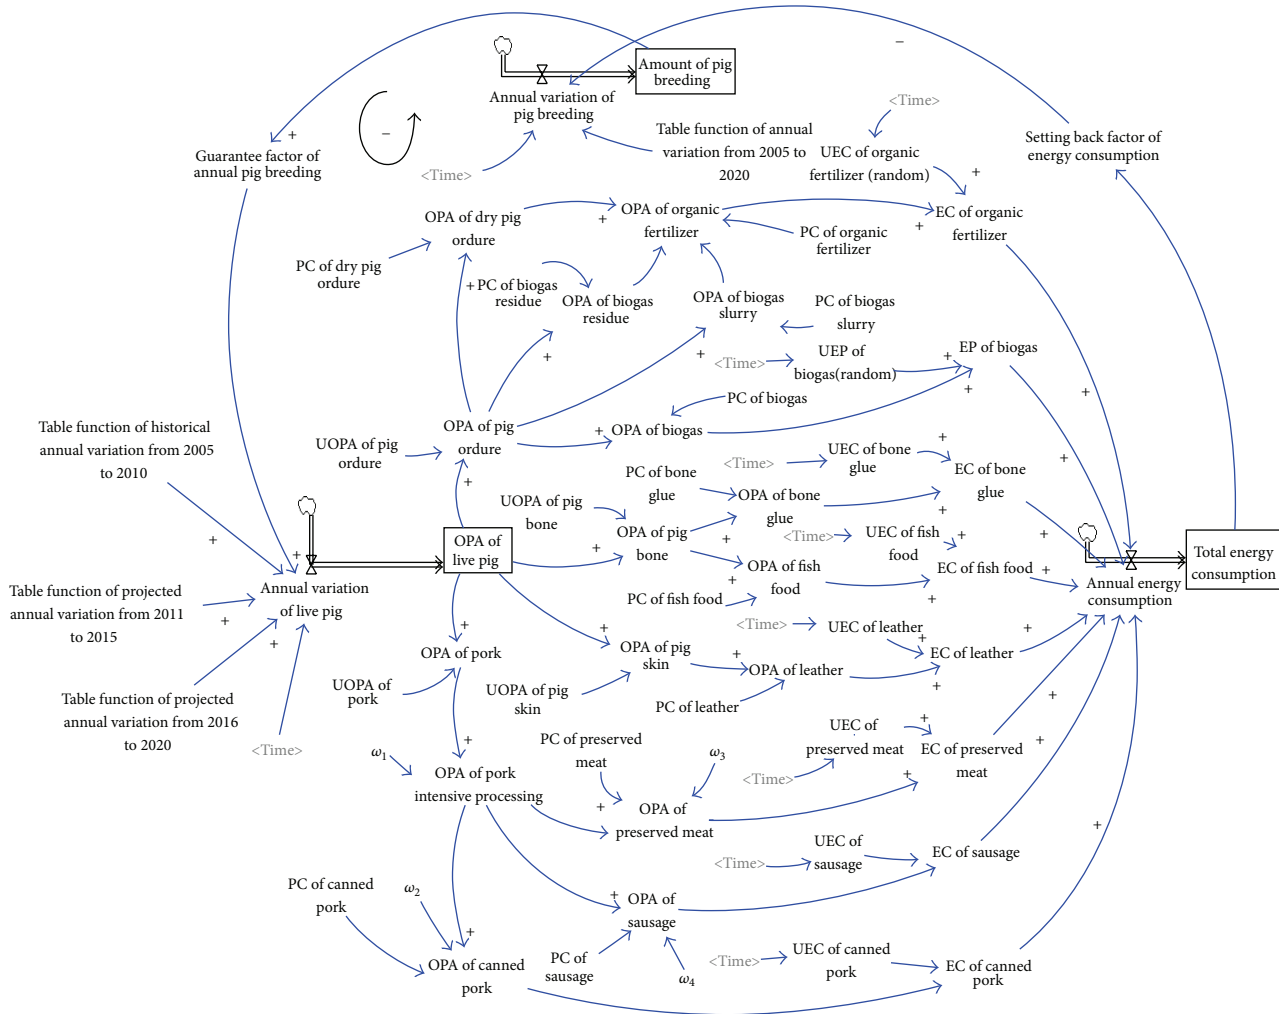 Amount of pig
breeding
Annual variation of
pig breeding
–
<Time>
Table function of annual
variation from 2005 to
2020
UEC of organic
fertilizer (random)
Setting back factor of
energy consumption
+
Guarantee factor of
annual pig breeding
–
<Time>
+
OPA of dry pig
ordure
+
OPA of organic
fertilizer
+
EC of organic
fertilizer
PC of organic
fertilizer
PC of dry pig
ordure
+
PC of biogas
residue
OPA of biogas
residue
OPA of biogas
slurry
PC of biogas
slurry
+
+
<Time>
UEP of
biogas(random)
+
EP of biogas
+
+
PC of biogas
Table function of historical
annual variation from 2005
to 2010
UOPA of pig
ordure
OPA of pig
ordure
+
OPA of biogas
+
+
<Time>
UEC of bone
glue
+
EC of bone
glue
PC of bone
glue
OPA of bone
glue
+
UOPA of pig
bone
+
OPA of pig
bone
+
<Time>
UEC of fish
food
+
+
+
OPA of
live pig
+
OPA of fish
food
EC of fish food
+
Total energy
consumption
Annual energy
consumption
Annual variation
of live pig
Table function of projected
annual variation from 2011
to 2015
+
+
PC of fish food
+
<Time>
UEC of leather
+
EC of leather
+
+
+
OPA of pork
OPA of pig
skin
+
OPA of leather
+
UOPA of
pork
UOPA of pig
skin
PC of leather
Table function of projected
annual variation from 2016
to 2020
<Time>
+
ω1
OPA of pork
intensive processing
PC of preserved
meat
ω3
UEC of
preserved meat
+
EC of preserved
meat
+
+
<Time>
+
+
OPA of
preserved meat
UEC of
sausage
<Time>
EC of sausage
+
PC of canned
pork
ω2
+
OPA of
sausage
+
OPA of canned
pork
PC of
sausage
ω4
<Time>
UEC of canned
pork
EC of canned
pork